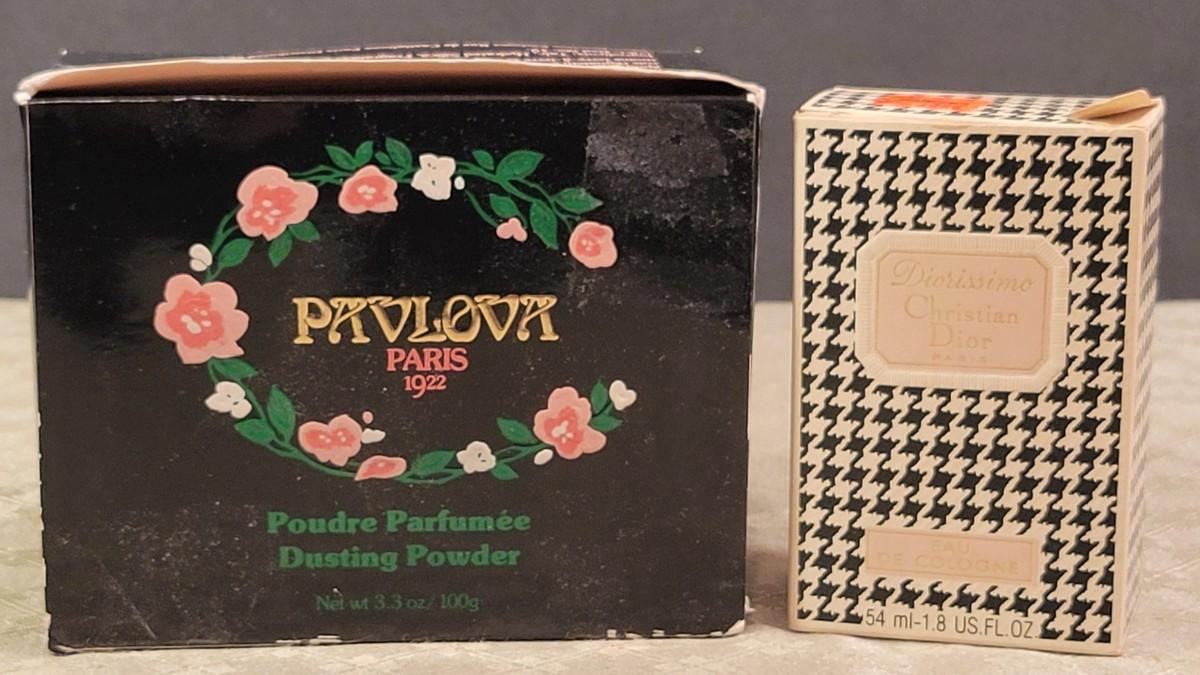 PAVLOVA
PARIS
1922
Poudre Parfumée
Dusting Powder
Net wt 3.3 oz/ 100g
Diorissimo
Christian
Dior
PARIS
EAU
DE COLOGNE
54 ml-1.8 US.FL.OZ.